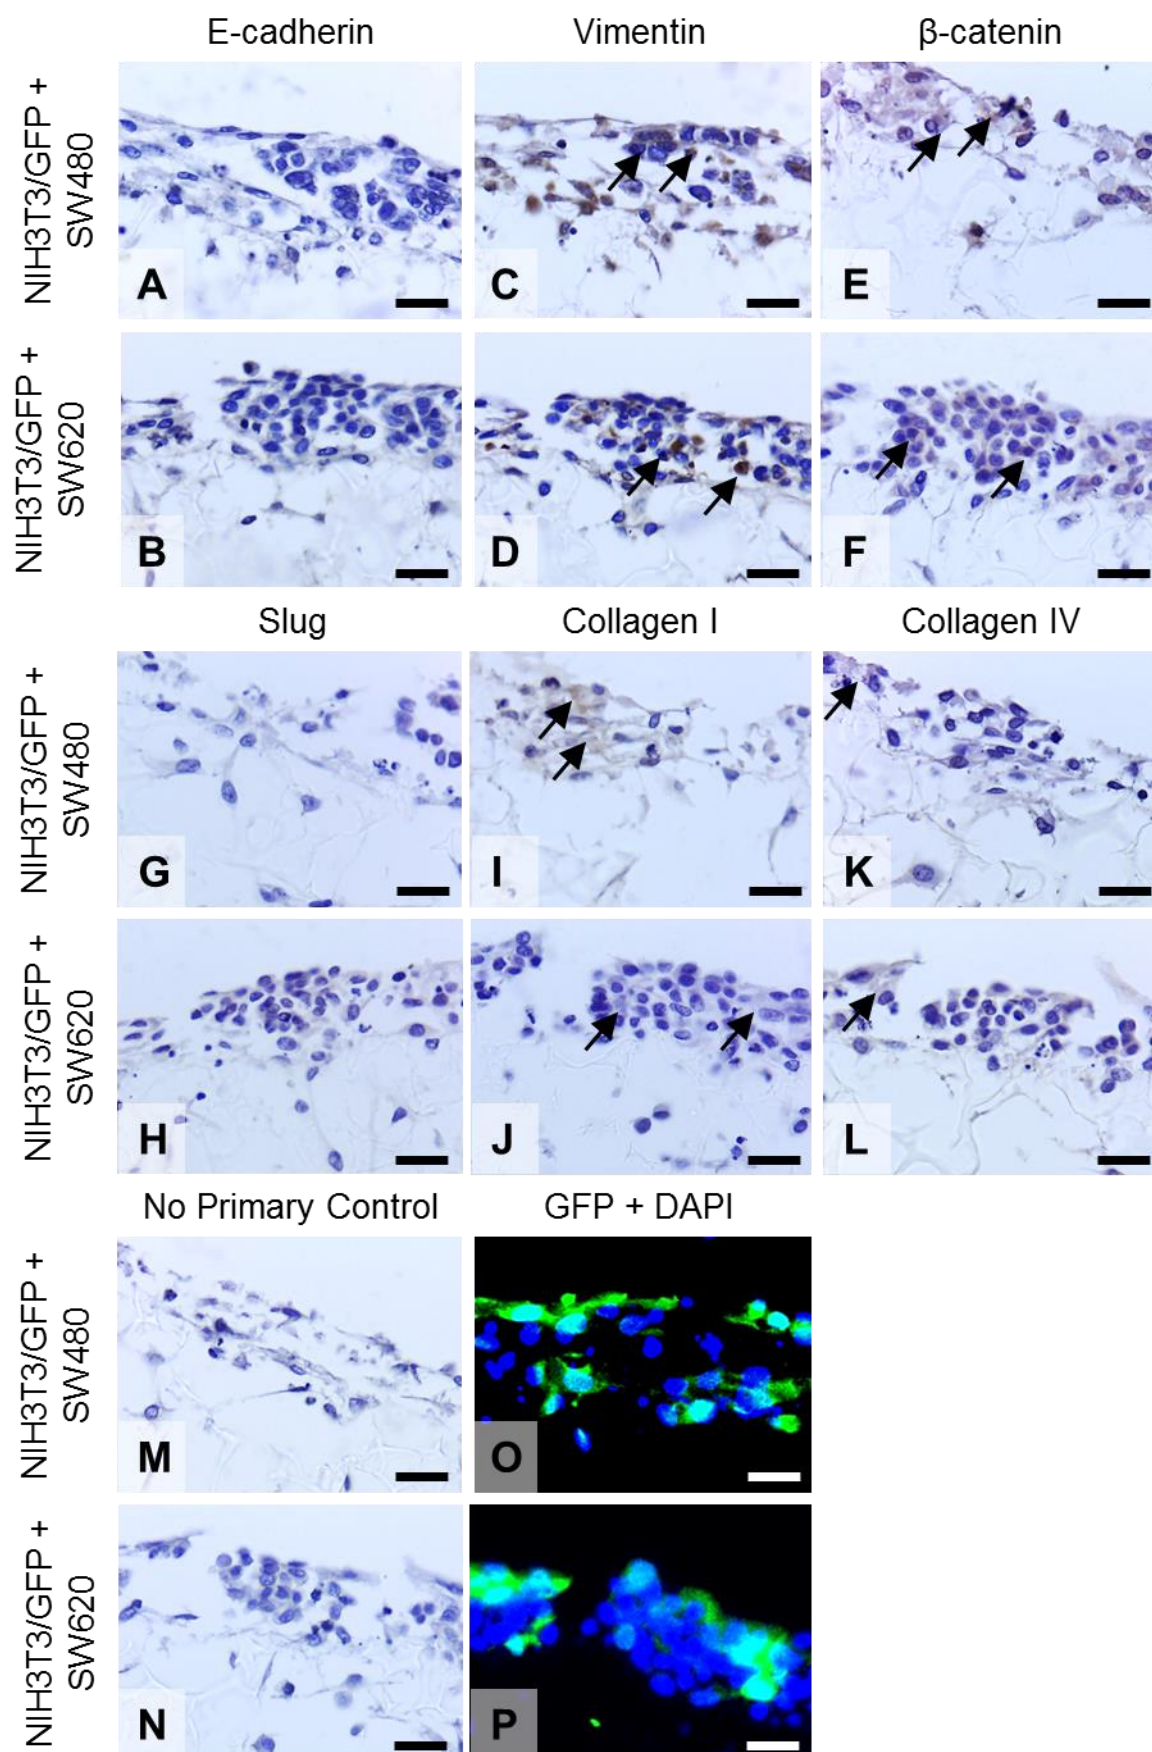 E-cadherin Vimentin β-catenin
NIH3T3/GFP +
SW480
A C E
NIH3T3/GFP +
SW620
B D F
Slug Collagen I Collagen IV
NIH3T3/GFP +
SW480
G I K
NIH3T3/GFP +
SW620
H J L
No Primary Control GFP + DAPI
NIH3T3/GFP +
SW480
M O
NIH3T3/GFP +
SW620
N P